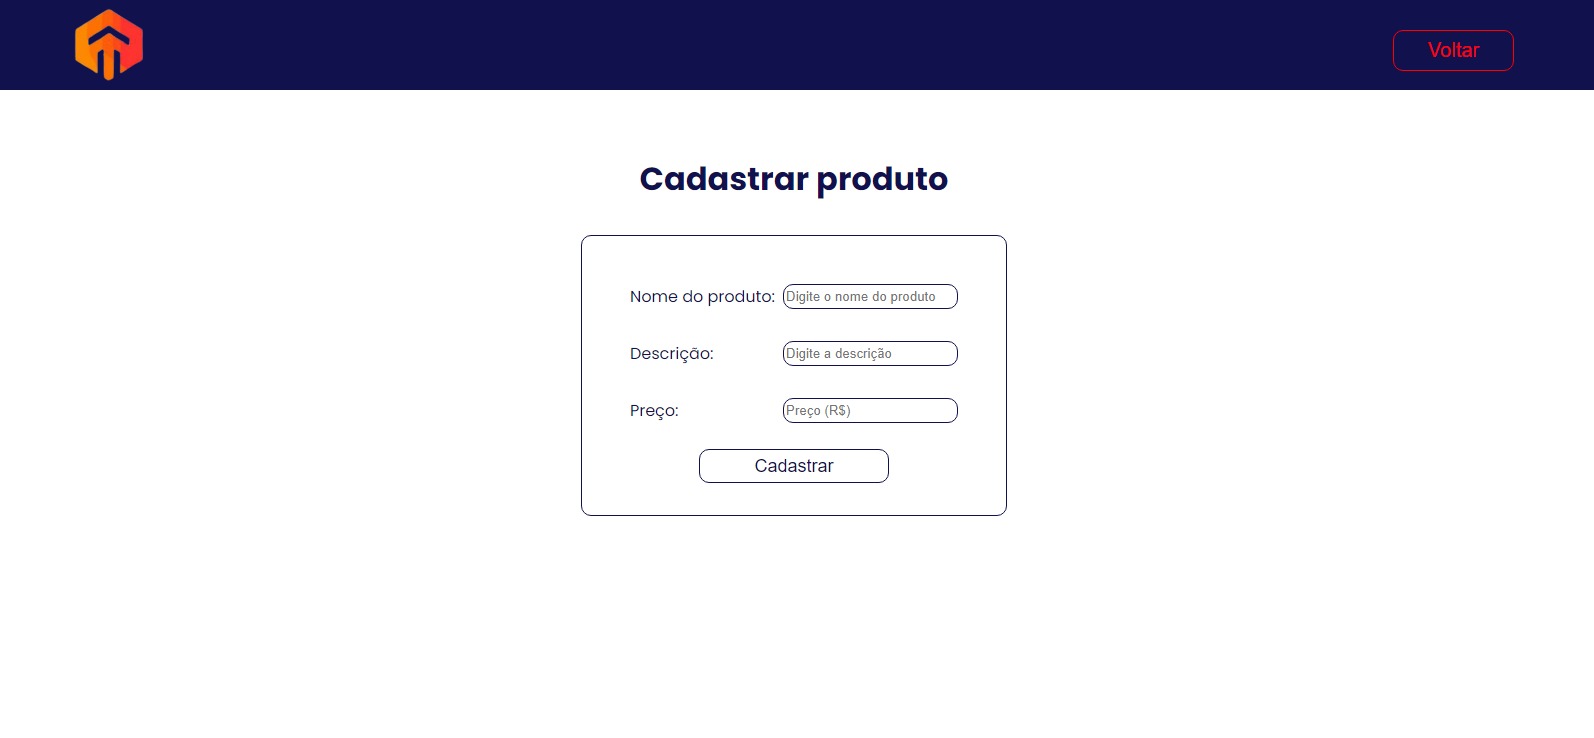 Voltar
Cadastrar produto
Nome do produto: Digite o nome do produto
Descrição: Digite a descrição
Preço: Preço (R$)
Cadastrar